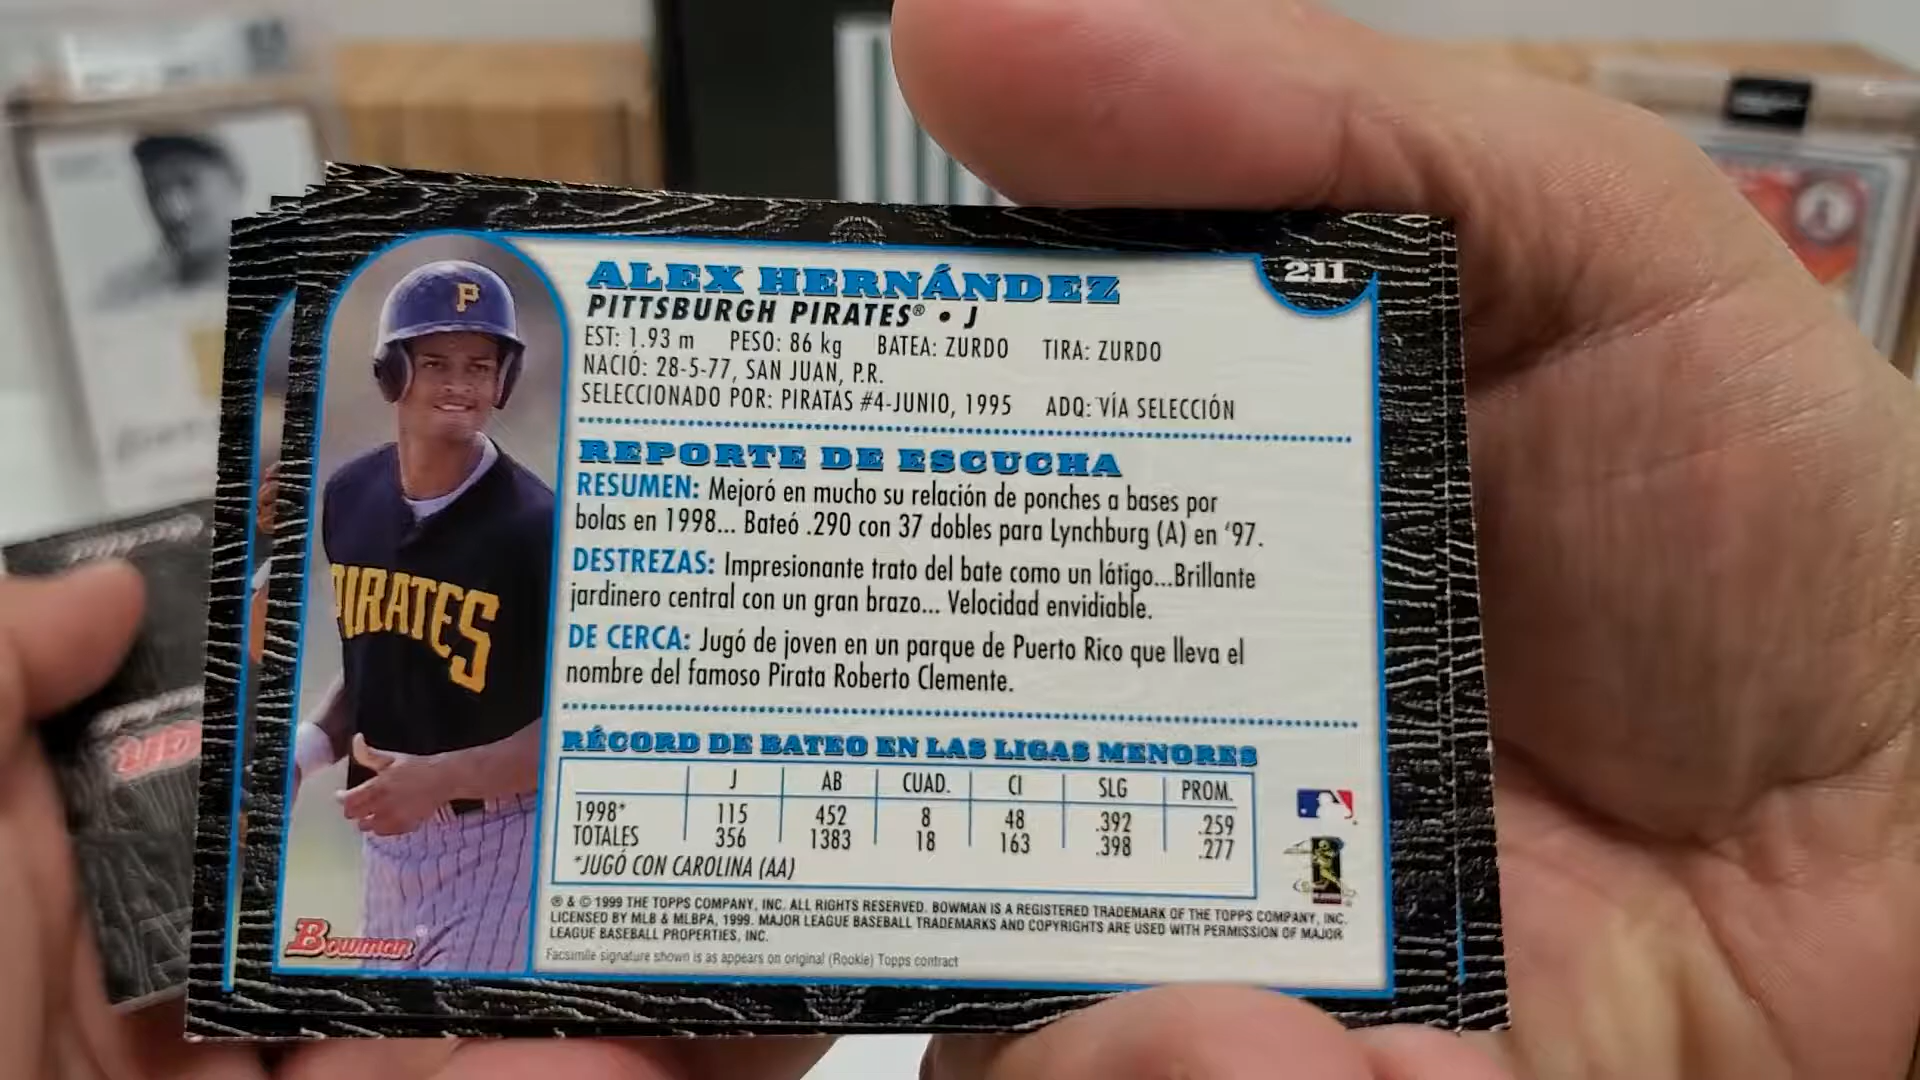 211
ALEX HERNÁNDEZ
PITTSBURGH PIRATES® • J
EST: 1.93 m PESO: 86 kg BATEA: ZURDO TIRA: ZURDO
NACIÓ: 28-5-77, SAN JUAN, P.R.
SELECCIONADO POR: PIRATAS #4-JUNIO, 1995 ADQ: VÍA SELECCIÓN
REPORTE DE ESCUCHA
RESUMEN: Mejoró en mucho su relación de ponches a bases por
bolas en 1998... Bateó .290 con 37 dobles para Lynchburg (A) en '97.
DESTREZAS: Impresionante trato del bate como un látigo...Brillante
jardinero central con un gran brazo... Velocidad envidiable.
DE CERCA: Jugó de joven en un parque de Puerto Rico que lleva el
nombre del famoso Pirata Roberto Clemente.
RÉCORD DE BATEO EN LAS LIGAS MENORES
J AB CUAD. CI SLG PROM.
1998* 115 452 8 48 .392 .259
TOTALES 356 1383 18 163 .398 .277
*JUGÓ CON CAROLINA (AA)
® & © 1999 THE TOPPS COMPANY, INC. ALL RIGHTS RESERVED. BOWMAN IS A REGISTERED TRADEMARK OF THE TOPPS COMPANY, INC.
LICENSED BY MLB & MLBPA, 1999. MAJOR LEAGUE BASEBALL TRADEMARKS AND COPYRIGHTS ARE USED WITH PERMISSION OF MAJOR
LEAGUE BASEBALL PROPERTIES, INC.
Facsimile signature shown is as appears on original (Rookie) Topps contract
P
PIRATES
Bowman